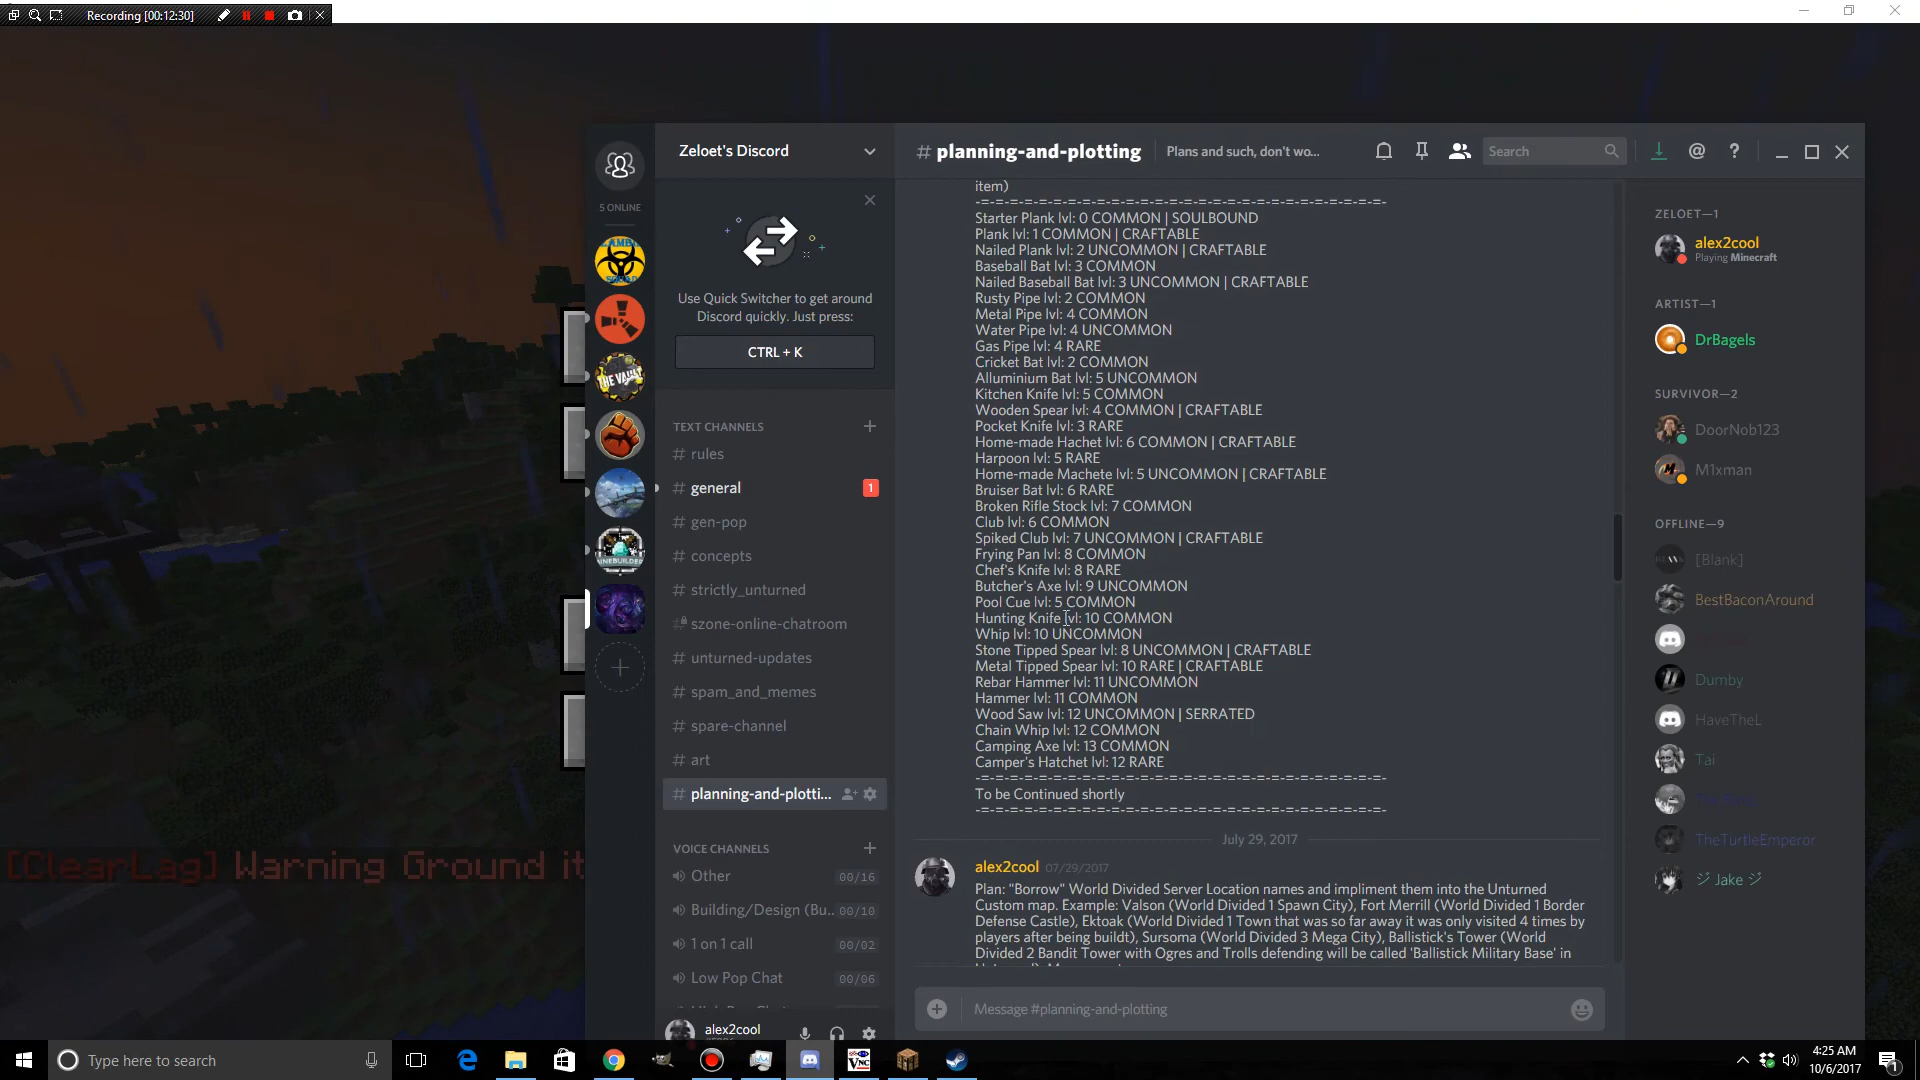 Recording [00:12:30]
Zeloet's Discord
# planning-and-plotting
Plans and such, don't wo...
Search
5 ONLINE
Use Quick Switcher to get around
Discord quickly. Just press:
CTRL + K
TEXT CHANNELS
# rules
# general 1
# gen-pop
# concepts
# strictly_unturned
# szone-online-chatroom
# unturned-updates
# spam_and_memes
# spare-channel
# art
# planning-and-plotti...
VOICE CHANNELS
Other 00/16
Building/Design (Bu.. 00/10
1 on 1 call 00/02
Low Pop Chat 00/06
alex2cool
THE VAULT
item)
-=-=-=-=-=-=-=-=-=-=-=-=-=-=-=-=-=-=-=-=-=-=-=-=-=-
Starter Plank lvl: 0 COMMON | SOULBOUND
Plank lvl: 1 COMMON | CRAFTABLE
Nailed Plank lvl: 2 UNCOMMON | CRAFTABLE
Baseball Bat lvl: 3 COMMON
Nailed Baseball Bat lvl: 3 UNCOMMON | CRAFTABLE
Rusty Pipe lvl: 2 COMMON
Metal Pipe lvl: 4 COMMON
Water Pipe lvl: 4 UNCOMMON
Gas Pipe lvl: 4 RARE
Cricket Bat lvl: 2 COMMON
Alluminium Bat lvl: 5 UNCOMMON
Kitchen Knife lvl: 5 COMMON
Wooden Spear lvl: 4 COMMON | CRAFTABLE
Pocket Knife lvl: 3 RARE
Home-made Hachet lvl: 6 COMMON | CRAFTABLE
Harpoon lvl: 5 RARE
Home-made Machete lvl: 5 UNCOMMON | CRAFTABLE
Bruiser Bat lvl: 6 RARE
Broken Rifle Stock lvl: 7 COMMON
Club lvl: 6 COMMON
Spiked Club lvl: 7 UNCOMMON | CRAFTABLE
Frying Pan lvl: 8 COMMON
Chef's Knife lvl: 8 RARE
Butcher's Axe lvl: 9 UNCOMMON
Pool Cue lvl: 5 COMMON
Hunting Knife lvl: 10 COMMON
Whip lvl: 10 UNCOMMON
Stone Tipped Spear lvl: 8 UNCOMMON | CRAFTABLE
Metal Tipped Spear lvl: 10 RARE | CRAFTABLE
Rebar Hammer lvl: 11 UNCOMMON
Hammer lvl: 11 COMMON
Wood Saw lvl: 12 UNCOMMON | SERRATED
Chain Whip lvl: 12 COMMON
Camping Axe lvl: 13 COMMON
Camper's Hatchet lvl: 12 RARE
-=-=-=-=-=-=-=-=-=-=-=-=-=-=-=-=-=-=-=-=-=-=-=-=-=-
To be Continued shortly
-=-=-=-=-=-=-=-=-=-=-=-=-=-=-=-=-=-=-=-=-=-=-=-=-=-
July 29, 2017
alex2cool 07/29/2017
Plan: "Borrow" World Divided Server Location names and impliment them into the Unturned
Custom map. Example: Valson (World Divided 1 Spawn City), Fort Merrill (World Divided 1 Border
Defense Castle), Ektoak (World Divided 1 Town that was so far away it was only visited 4 times by
players after being buildt), Sursoma (World Divided 3 Mega City), Ballistick's Tower (World
Divided 2 Bandit Tower with Ogres and Trolls defending will be called 'Ballistick Military Base' in
Message #planning-and-plotting
ZELOET—1
alex2cool
Playing Minecraft
ARTIST—1
DrBagels
SURVIVOR—2
DoorNob123
M1xman
OFFLINE—9
[Blank]
BestBaconAround
Dumby
HaveTheL
Tai
TheTurtleEmperor
ジ Jake ジ
[ClearLag] Warning Ground it
Type here to search
4:25 AM
10/6/2017
1